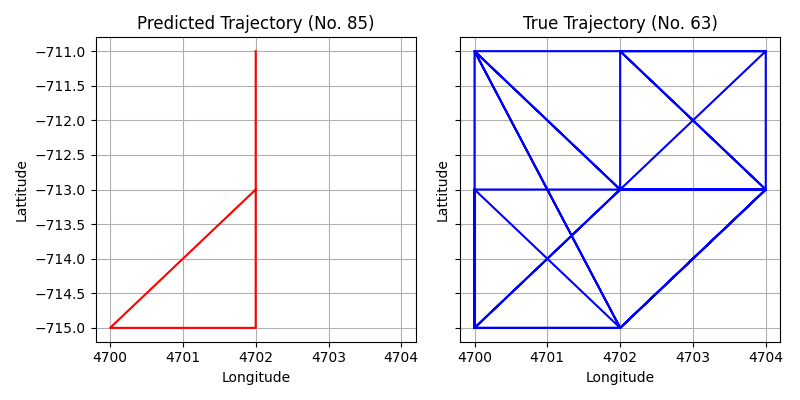 Predicted Trajectory (No. 85)
True Trajectory (No. 63)
−711.0
−711.5
−712.0
−712.5
−713.0
−713.5
−714.0
−714.5
−715.0
Lattitude
Lattitude
4700 4701 4702 4703 4704
4700 4701 4702 4703 4704
Longitude
Longitude